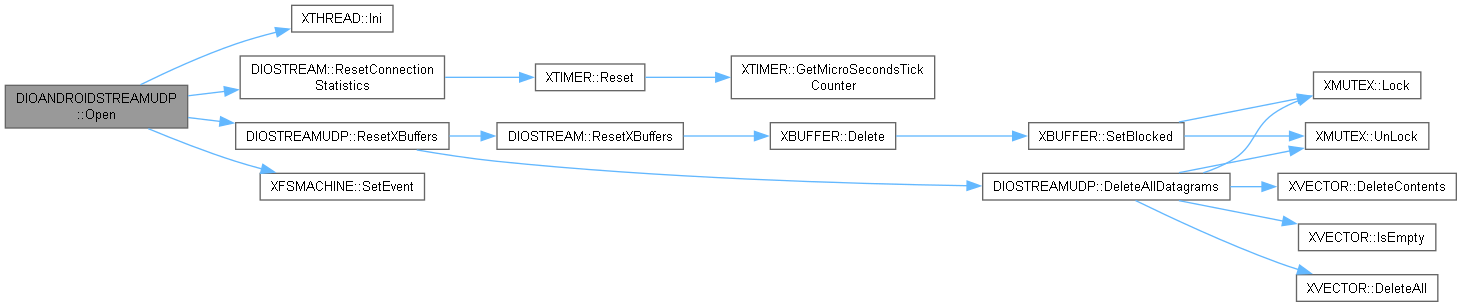 XTHREAD::Ini
DIOSTREAM::ResetConnection
Statistics
XTIMER::Reset
XTIMER::GetMicroSecondsTick
Counter
DIOANDROIDSTREAMUDP
::Open
DIOSTREAMUDP::ResetXBuffers
DIOSTREAM::ResetXBuffers
XBUFFER::Delete
XBUFFER::SetBlocked
XMUTEX::Lock
XMUTEX::UnLock
XFSMACHINE::SetEvent
DIOSTREAMUDP::DeleteAllDatagrams
XVECTOR::DeleteContents
XVECTOR::IsEmpty
XVECTOR::DeleteAll